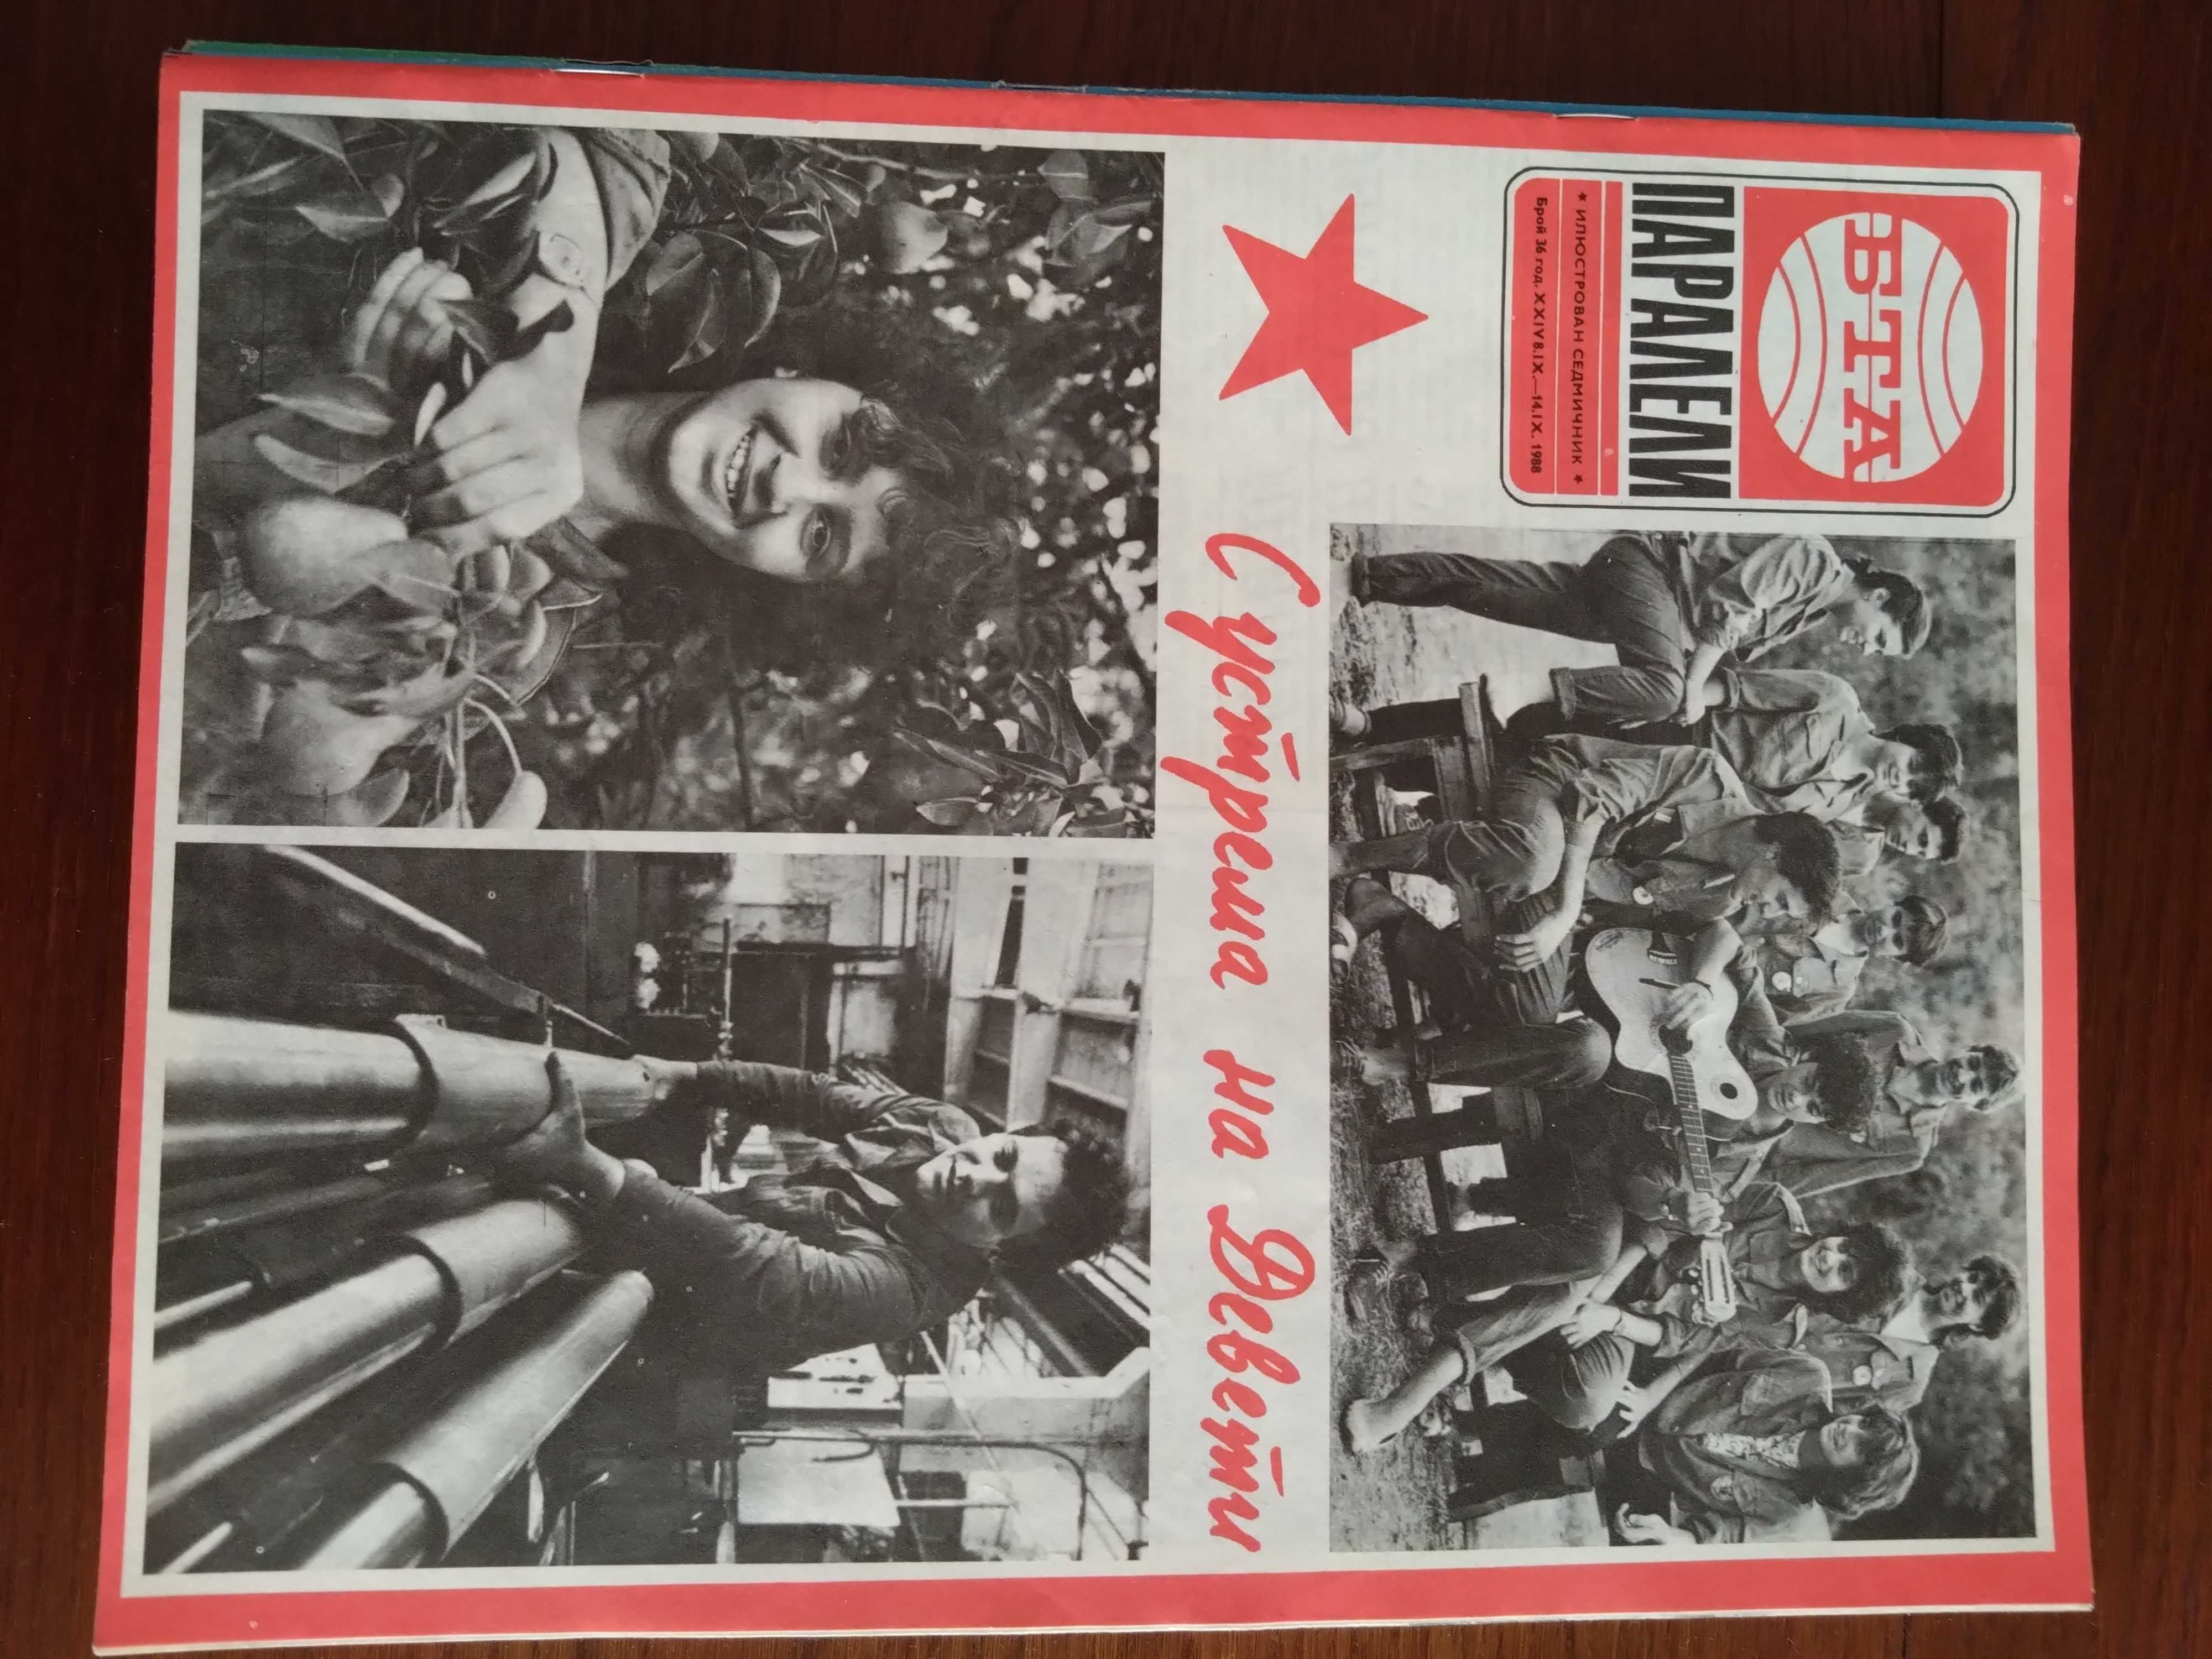 БТА
ПАРАЛЕЛИ
★ ИЛЮСТРОВАН СЕДМИЧНИК ★
Брой 36 год. XXIV 8.IX.—14.IX. 1988
С устрема на Девети